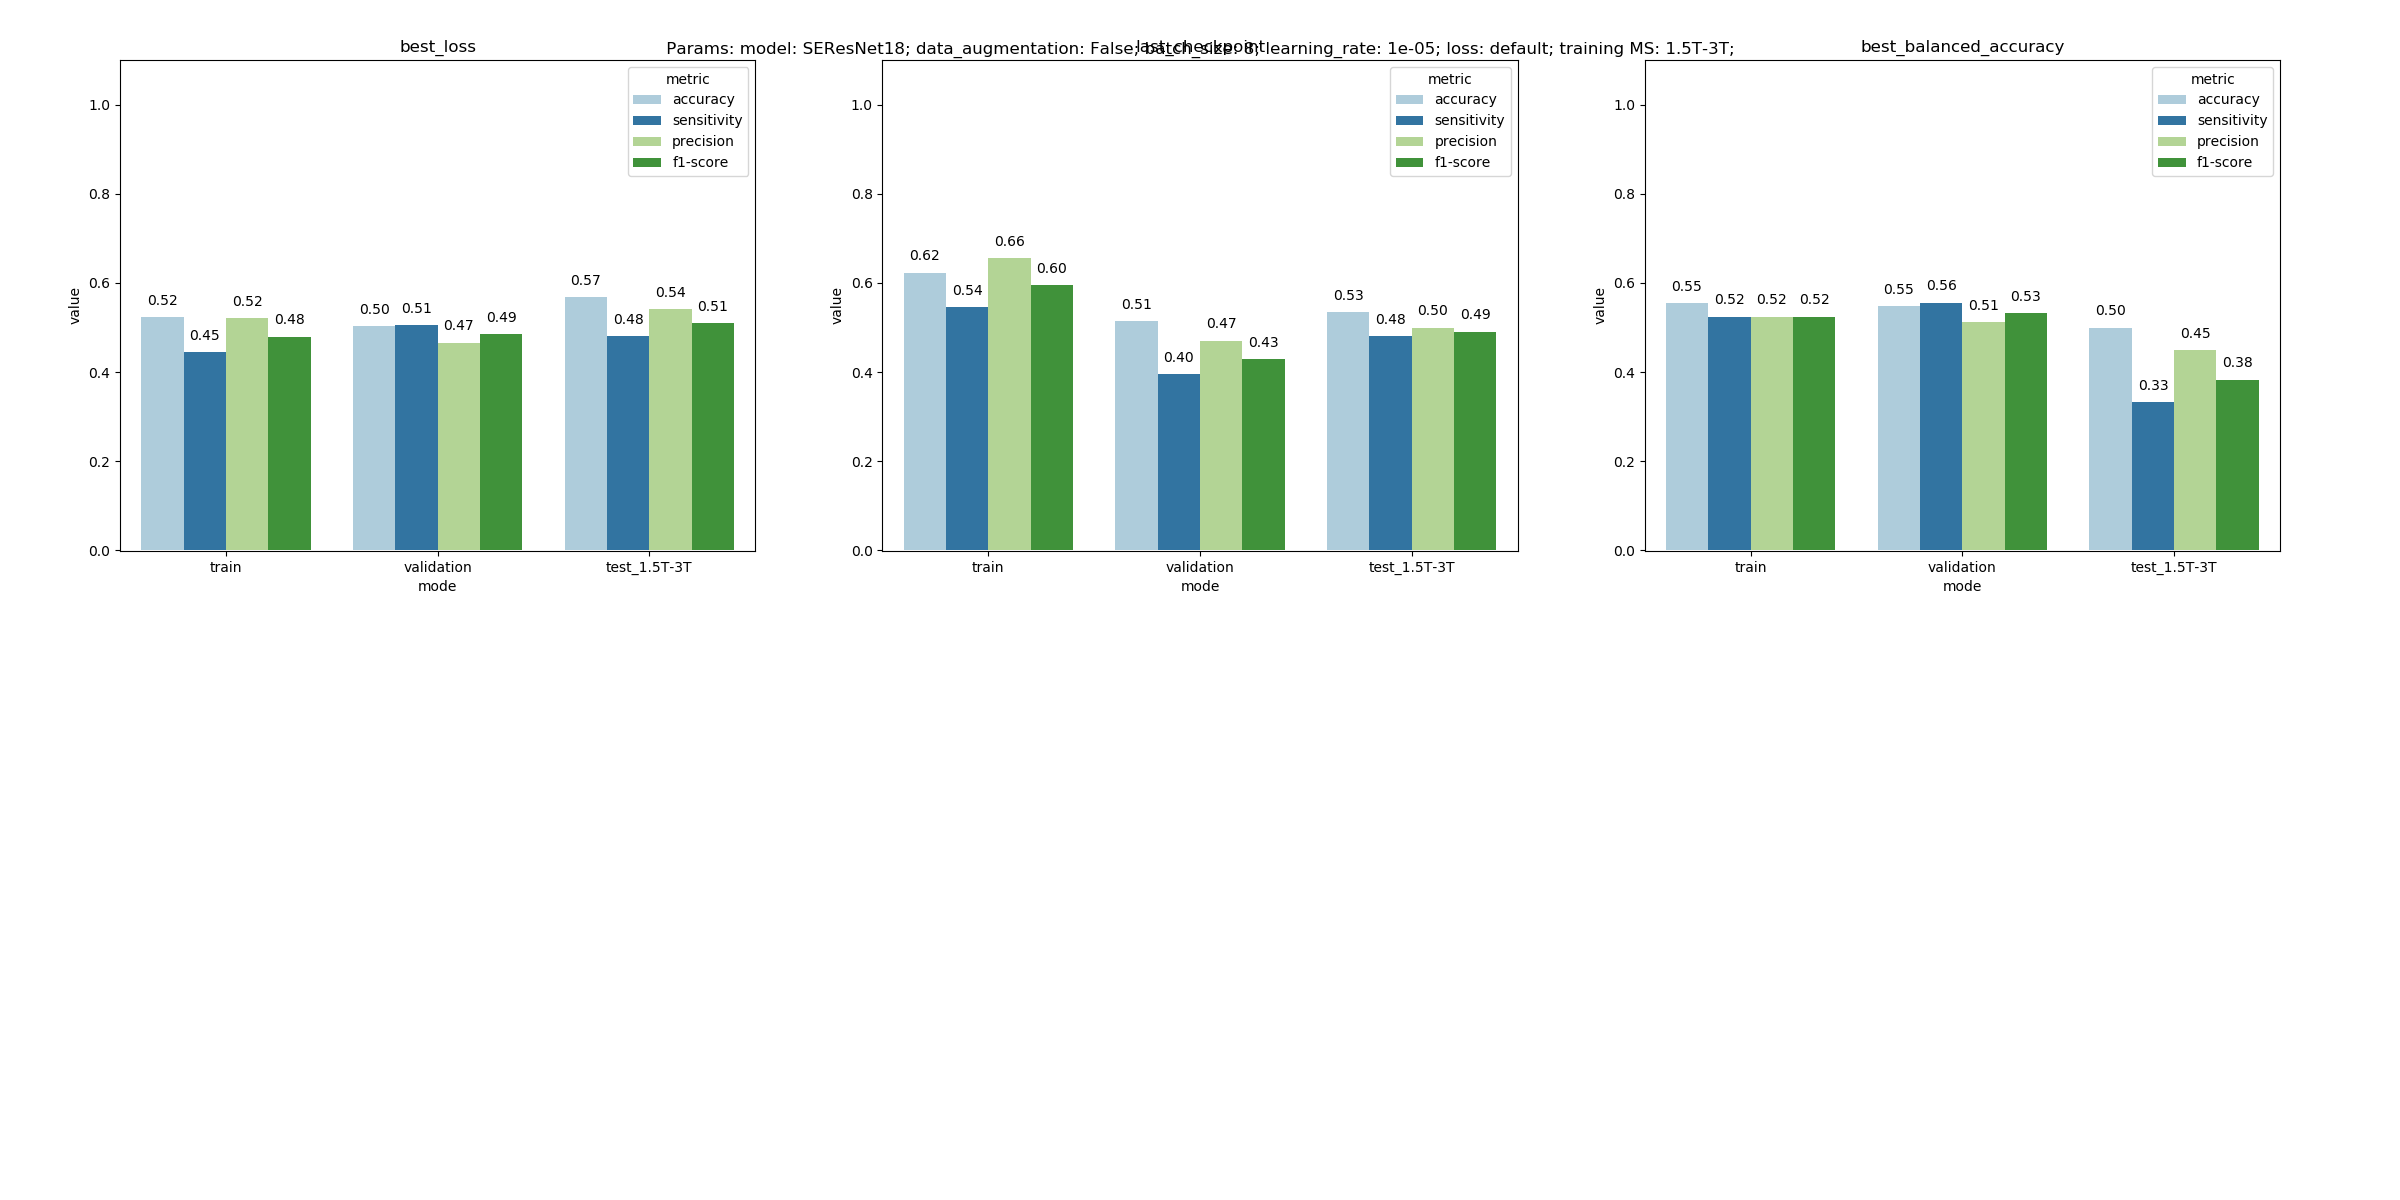 best_loss
Params: model: SEResNet18; data_augmentation: False; batch_size: 8; learning_rate: 1e-05; loss: default; training MS: 1.5T-3T;
last_checkpoint
best_balanced_accuracy
metric
accuracy
sensitivity
precision
f1-score
1.0
0.8
0.6
0.4
0.2
0.0
value
0.52
0.45
0.52
0.48
0.50
0.51
0.47
0.49
0.57
0.48
0.54
0.51
train
validation
test_1.5T-3T
mode
metric
accuracy
sensitivity
precision
f1-score
1.0
0.8
0.6
0.4
0.2
0.0
value
0.62
0.54
0.66
0.60
0.51
0.40
0.47
0.43
0.53
0.48
0.50
0.49
train
validation
test_1.5T-3T
mode
metric
accuracy
sensitivity
precision
f1-score
1.0
0.8
0.6
0.4
0.2
0.0
value
0.55
0.52
0.52
0.52
0.55
0.56
0.51
0.53
0.50
0.33
0.45
0.38
train
validation
test_1.5T-3T
mode